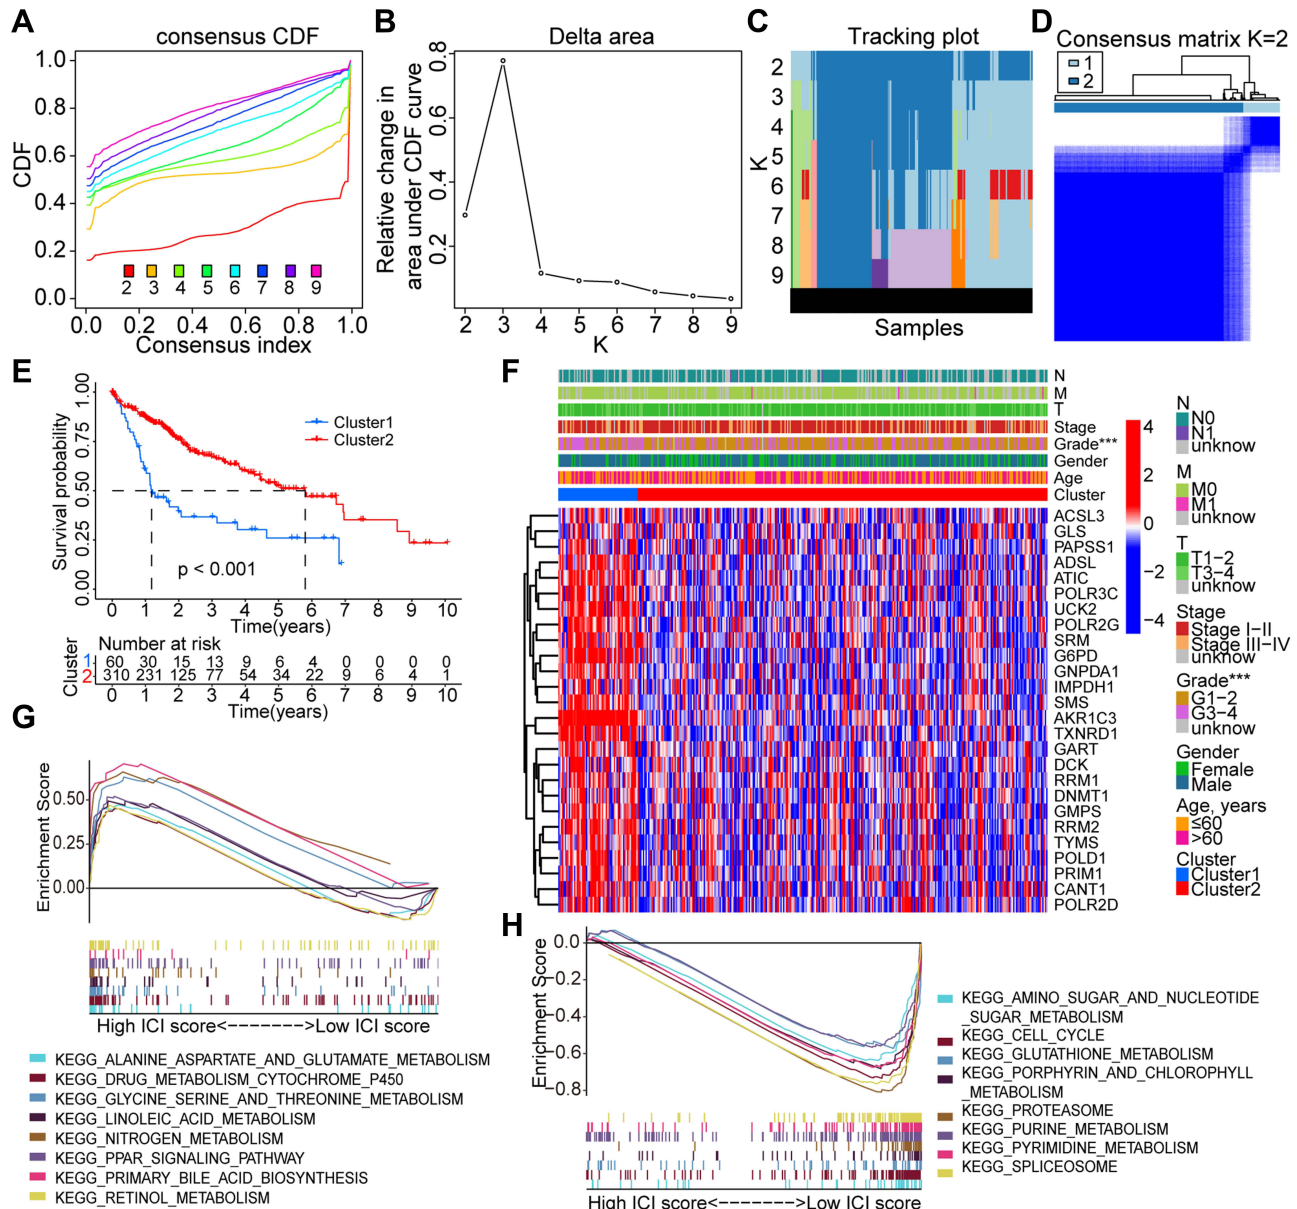 A
consensus CDF
CDF
1.0
0.8
0.6
0.4
0.2
0.0
2 3 4 5 6 7 8 9
0.0 0.2 0.4 0.6 0.8 1.0
Consensus index
B
Delta area
Relative change in
area under CDF curve
0.8
0.6
0.4
0.2
2 3 4 5 6 7 8 9
K
C
Tracking plot
K
2
3
4
5
6
7
8
9
Samples
D
Consensus matrix K=2
1
2
E
Survival probability
1.00
0.75
0.50
0.25
0.00
Cluster1
Cluster2
p < 0.001
0 1 2 3 4 5 6 7 8 9 10
Time(years)
Number at risk
Cluster
1 60 30 15 13 9 6 4 0 0 0 0
2 310 231 125 77 54 34 22 9 6 4 1
0 1 2 3 4 5 6 7 8 9 10
Time(years)
F
N
M
T
Stage
Grade***
Gender
Age
Cluster
ACSL3
GLS
PAPSS1
ADSL
ATIC
POLR3C
UCK2
POLR2G
SRM
G6PD
GNPDA1
IMPDH1
SMS
AKR1C3
TXNRD1
GART
DCK
RRM1
DNMT1
GMPS
RRM2
TYMS
POLD1
PRIM1
CANT1
POLR2D
4
2
0
−2
−4
N
N0
N1
unknow
M
M0
M1
unknow
T
T1−2
T3−4
unknow
Stage
Stage I−II
Stage III−IV
unknow
Grade***
G1−2
G3−4
unknow
Gender
Female
Male
Age, years
≤60
>60
Cluster
Cluster1
Cluster2
G
Enrichment Score
0.50
0.25
0.00
High ICI score<------->Low ICI score
KEGG_ALANINE_ASPARTATE_AND_GLUTAMATE_METABOLISM
KEGG_DRUG_METABOLISM_CYTOCHROME_P450
KEGG_GLYCINE_SERINE_AND_THREONINE_METABOLISM
KEGG_LINOLEIC_ACID_METABOLISM
KEGG_NITROGEN_METABOLISM
KEGG_PPAR_SIGNALING_PATHWAY
KEGG_PRIMARY_BILE_ACID_BIOSYNTHESIS
KEGG_RETINOL_METABOLISM
H
Enrichment Score
0.0
−0.2
−0.4
−0.6
−0.8
High ICI score<------->Low ICI score
KEGG_AMINO_SUGAR_AND_NUCLEOTIDE
_SUGAR_METABOLISM
KEGG_CELL_CYCLE
KEGG_GLUTATHIONE_METABOLISM
KEGG_PORPHYRIN_AND_CHLOROPHYLL
_METABOLISM
KEGG_PROTEASOME
KEGG_PURINE_METABOLISM
KEGG_PYRIMIDINE_METABOLISM
KEGG_SPLICEOSOME